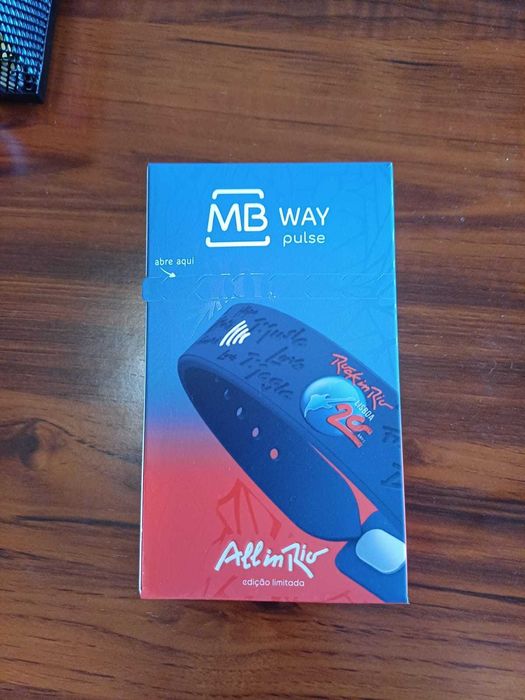 MB WAY
pulse
abre aqui
Rock in Rio
LISBOA
20
All in Rio
edição limitada